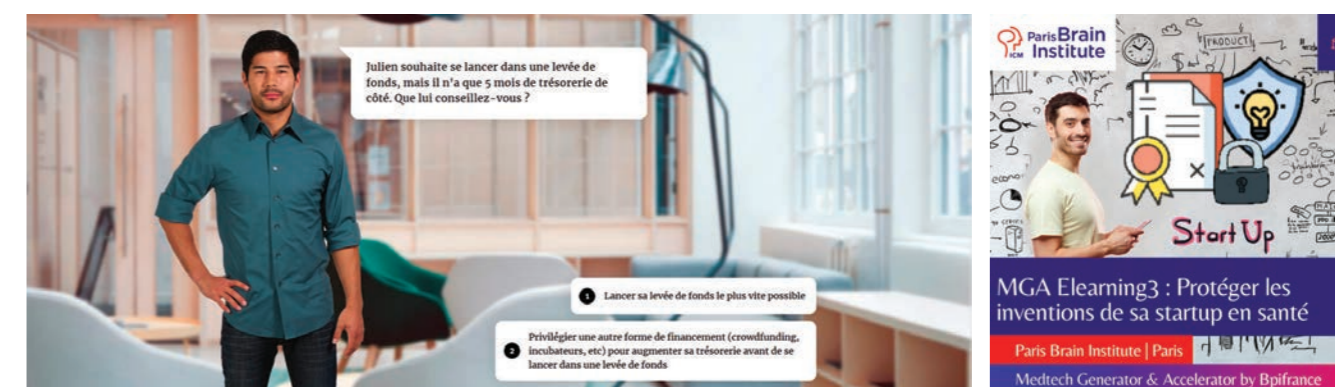 Julien souhaite se lancer dans une levée de
fonds, mais il n'a que 5 mois de trésorerie de
côté. Que lui conseillez-vous ?
1 Lancer sa levée de fonds le plus vite possible
2 Privilégier une autre forme de financement (crowdfunding,
incubateurs, etc) pour augmenter sa trésorerie avant de se
lancer dans une levée de fonds
Paris Brain
Institute
ICM
PRODUCT
Start Up
MGA Elearning3 : Protéger les
inventions de sa startup en santé
Paris Brain Institute | Paris
Medtech Generator & Accelerator by Bpifrance